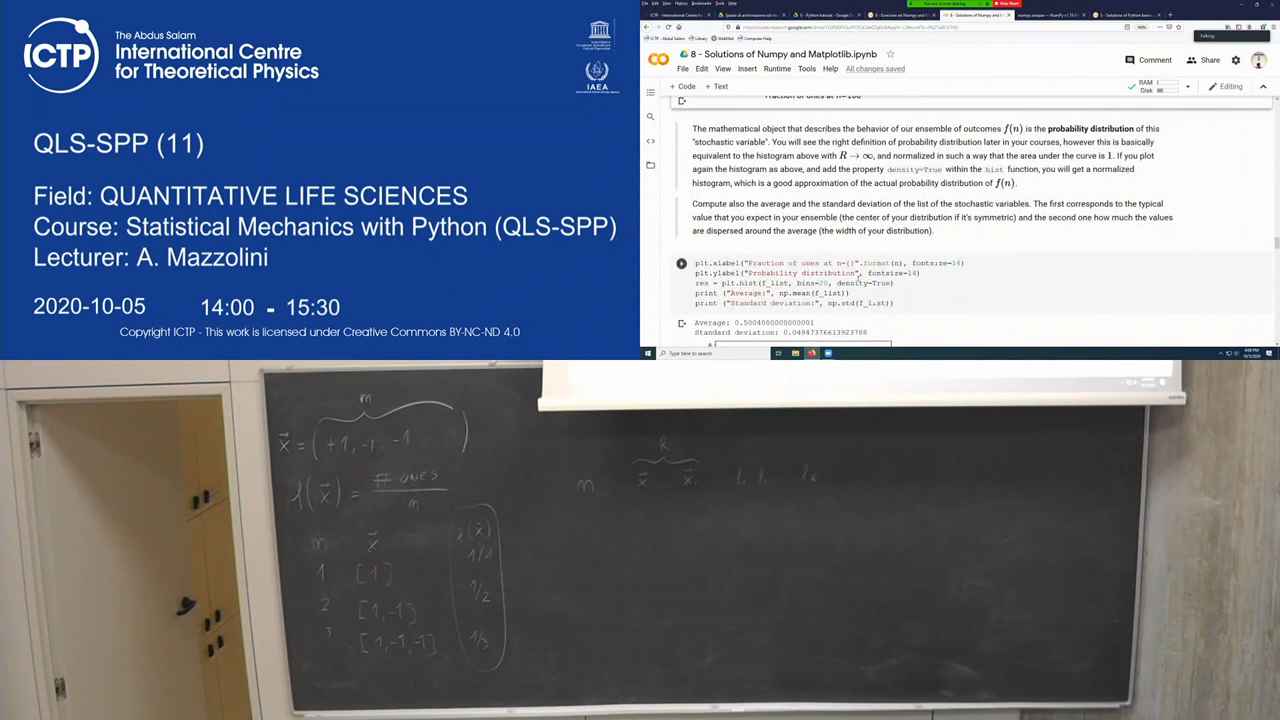 ICTP
The Abdus Salam
International Centre
for Theoretical Physics
QLS-SPP (11)
Field: QUANTITATIVE LIFE SCIENCES
Course: Statistical Mechanics with Python (QLS-SPP)
Lecturer: A. Mazzolini
2020-10-05 14:00 - 15:30
Copyright ICTP - This work is licensed under Creative Commons BY-NC-ND 4.0
8 - Solutions of Numpy and Matplotlib.ipynb
Comment Share
File Edit View Insert Runtime Tools Help All changes saved
+ Code + Text
RAM
Disk
Editing
Fraction of ones at n=100
The mathematical object that describes the behavior of our ensemble of outcomes f(n) is the probability distribution of this
"stochastic variable". You will see the right definition of probability distribution later in your courses, however this is basically
equivalent to the histogram above with R → ∞, and normalized in such a way that the area under the curve is 1. If you plot
again the histogram as above, and add the property density=True within the hist function, you will get a normalized
histogram, which is a good approximation of the actual probability distribution of f(n).
Compute also the average and the standard deviation of the list of the stochastic variables. The first corresponds to the typical
value that you expect in your ensemble (the center of your distribution if it's symmetric) and the second one how much the values
are dispersed around the average (the width of your distribution).
plt.xlabel("Fraction of ones at n={}".format(n), fontsize=14)
plt.ylabel("Probability distribution", fontsize=14)
res = plt.hist(f_list, bins=20, density=True)
print ("Average:", np.mean(f_list))
print ("Standard deviation:", np.std(f_list))
Average: 0.5004000000000001
Standard deviation: 0.04947376613923788
Type here to search
m
x⃗ = (+1, -1, -1 ...)
f(x⃗) = # ONES / n
n x⃗ f(x⃗)
1 [1] 1/1
2 [1,-1] 1/2
3 [1,-1,-1] 1/3
R
n x⃗ x⃗